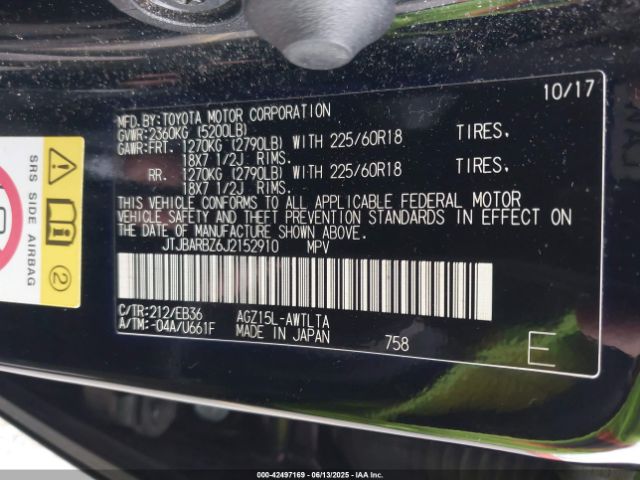 10/17
MFD.BY:TOYOTA MOTOR CORPORATION
GVWR:2360KG (5200LB)
GAWR:FRT. 1270KG (2790LB) WITH 225/60R18 TIRES,
18X7 1/2J RIMS.
RR. 1270KG (2790LB) WITH 225/60R18 TIRES,
18X7 1/2J RIMS.
THIS VEHICLE CONFORMS TO ALL APPLICABLE FEDERAL MOTOR
VEHICLE SAFETY AND THEFT PREVENTION STANDARDS IN EFFECT ON
THE DATE OF MANUFACTURE SHOWN ABOVE.
JTJBARBZ6J2152910 MPV
C/TR:212/EB36 AGZ15L-AWTLTA
A/TM:-04A/U661F MADE IN JAPAN 758
E
SRS SIDE AIRBAG
2
00-42497169 | 06/13/2025 | IAA, Inc.